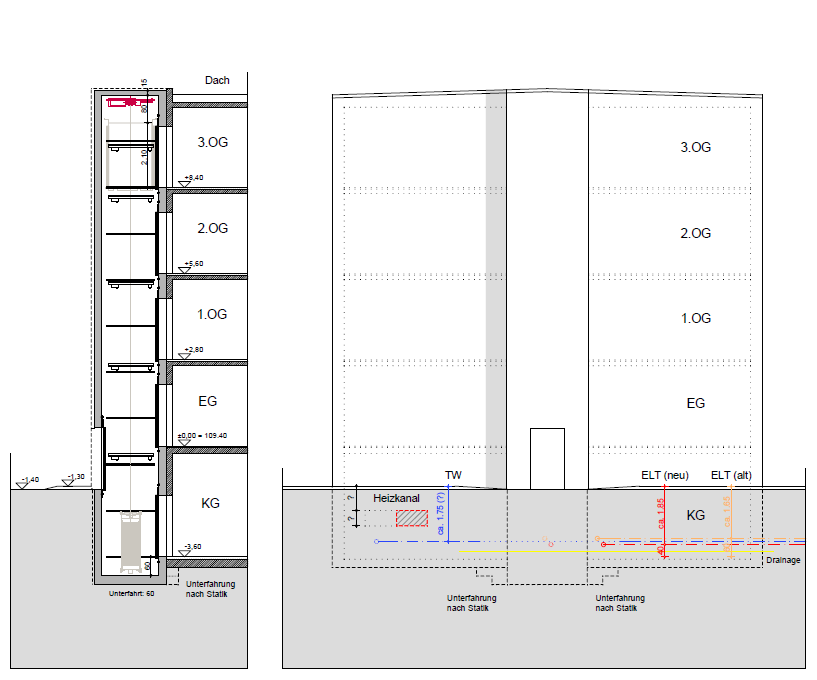 Dach
15
80
3.OG
2,10
+8,40
2.OG
+5,60
1.OG
+2,80
EG
±0,00 = 109.40
-1,40
-1,30
KG
-3,60
60
Unterfahrt: 60
Unterfahrung
nach Statik
3.OG
2.OG
1.OG
EG
TW
ELT (neu)
ELT (alt)
?
Heizkanal
?
ca. 1.75 (?)
ca. 1.85
40
KG
ca. 1.85
60
Drainage
Unterfahrung
nach Statik
Unterfahrung
nach Statik